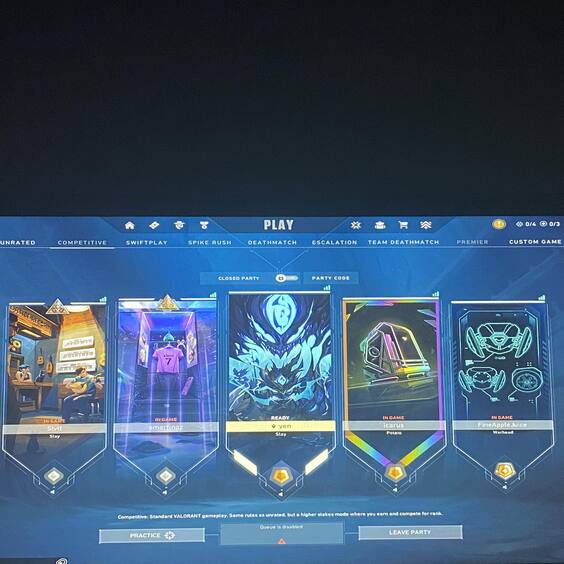 PLAY
0/4 0/3
UNRATED COMPETITIVE SWIFTPLAY SPIKE RUSH DEATHMATCH ESCALATION TEAM DEATHMATCH PREMIER CUSTOM GAME
CLOSED PARTY PARTY CODE
IN GAME
Slay
IN GAME
READY
yen
Slay
IN GAME
icarus
Potato
IN GAME
FineAppleJuice
Warhead
Competitive: Standard VALORANT gameplay. Same rules as unrated, but a higher stakes mode where you earn and compete for rank.
PRACTICE
Queue is disabled
LEAVE PARTY